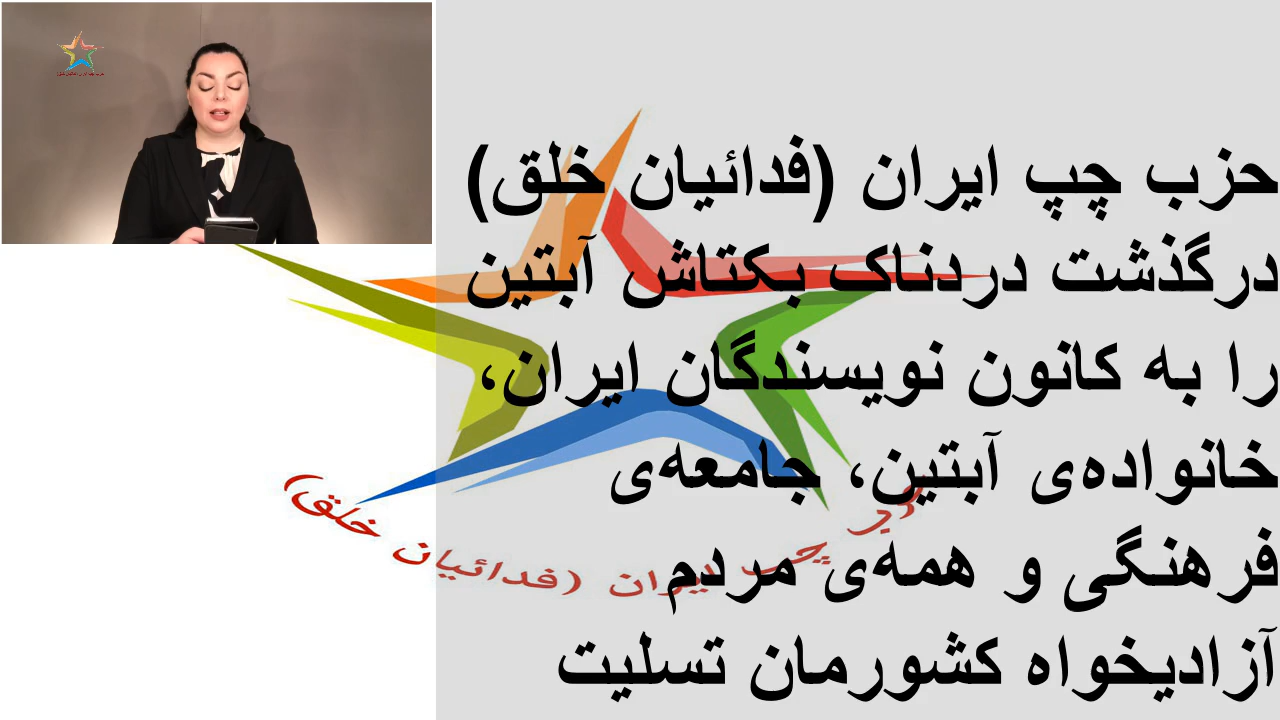 حزب چپ ایران (فدائیان خلق)
درگذشت دردناک بکتاش آبتین
را به کانون نویسندگان ایران،
خانواده‌ی آبتین، جامعه‌ی
فرهنگی و همه‌ی مردم
آزادیخواه کشورمان تسلیت
حزب چپ ایران (فدائیان خلق)